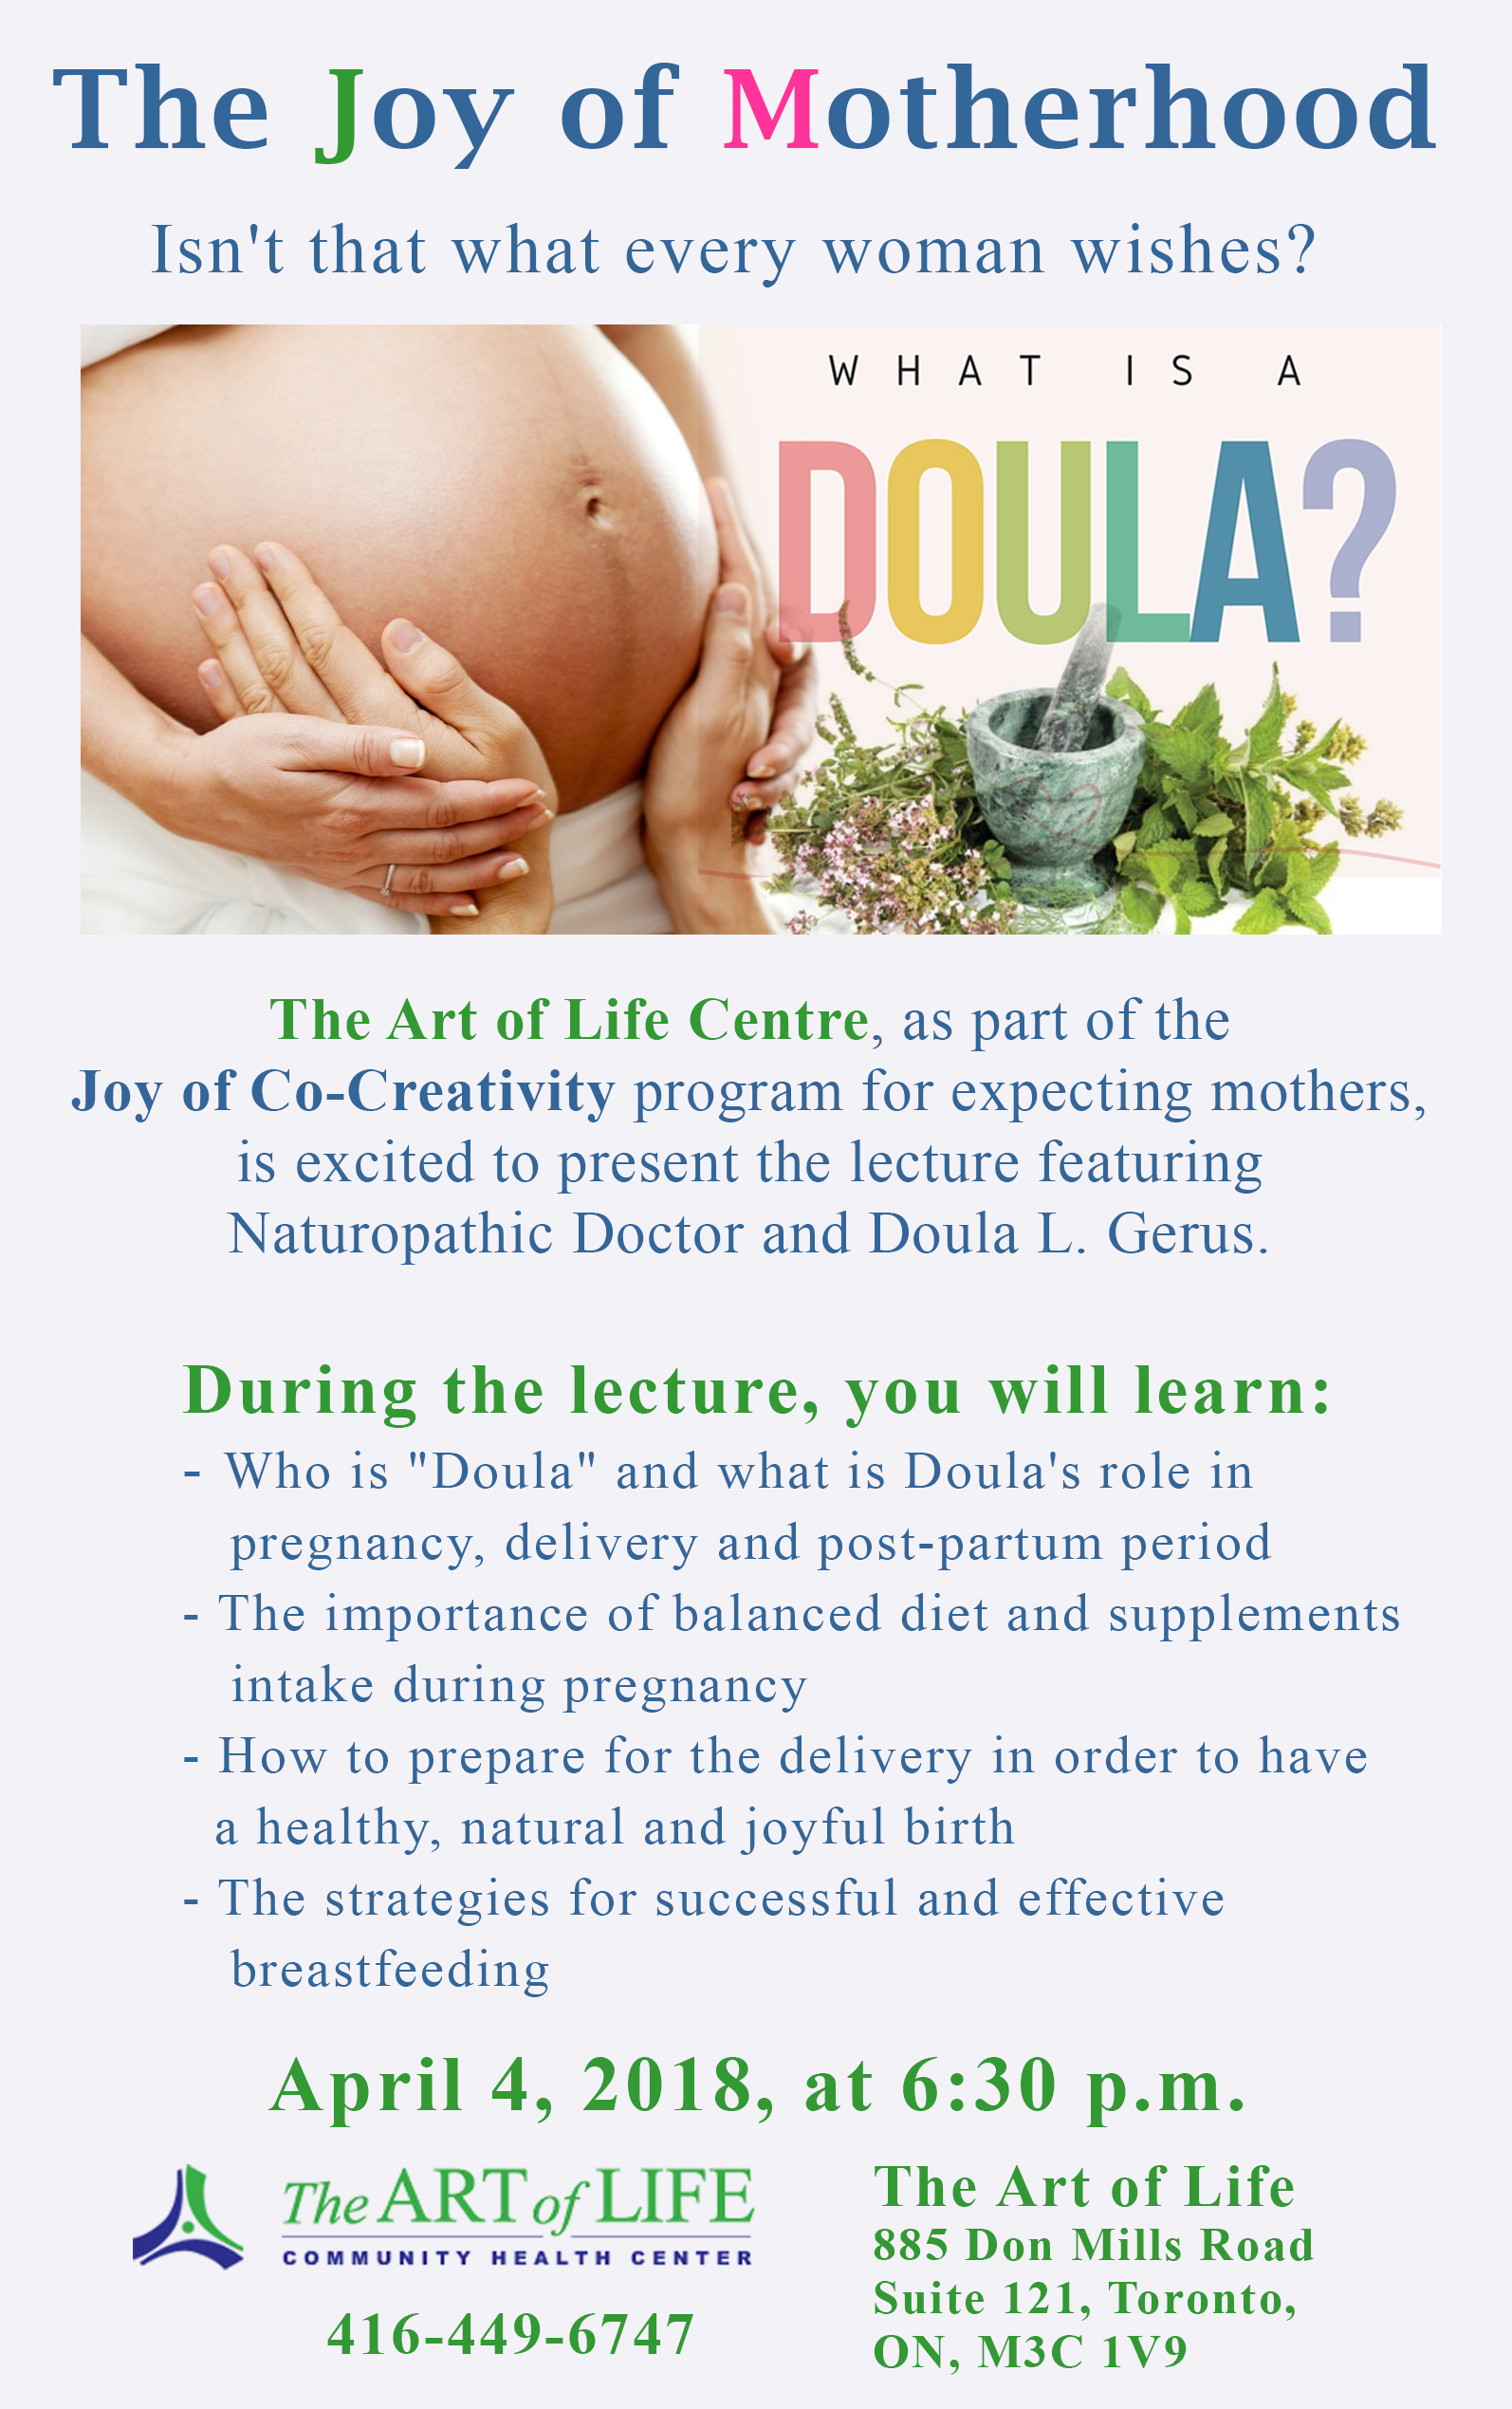 The Joy of Motherhood
Isn't that what every woman wishes?
WHAT IS A
DOULA?
The Art of Life Centre, as part of the
Joy of Co-Creativity program for expecting mothers,
is excited to present the lecture featuring
Naturopathic Doctor and Doula L. Gerus.
During the lecture, you will learn:
- Who is "Doula" and what is Doula's role in
pregnancy, delivery and post-partum period
- The importance of balanced diet and supplements
intake during pregnancy
- How to prepare for the delivery in order to have
a healthy, natural and joyful birth
- The strategies for successful and effective
breastfeeding
April 4, 2018, at 6:30 p.m.
The ART of LIFE
COMMUNITY HEALTH CENTER
416-449-6747
The Art of Life
885 Don Mills Road
Suite 121, Toronto,
ON, M3C 1V9